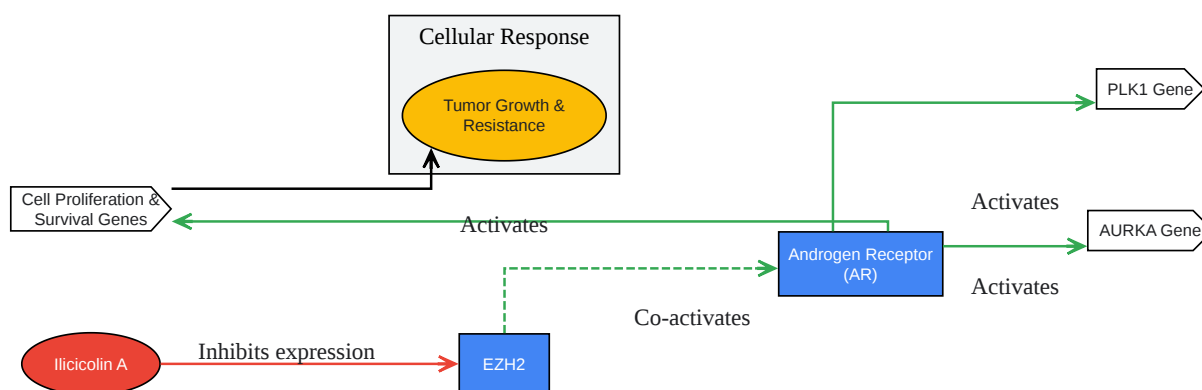 Cellular Response
Tumor Growth &
Resistance
PLK1 Gene
Cell Proliferation &
Survival Genes
Activates
Activates
AURKA Gene
Androgen Receptor
(AR)
Activates
Co-activates
Ilicicolin A
Inhibits expression
EZH2